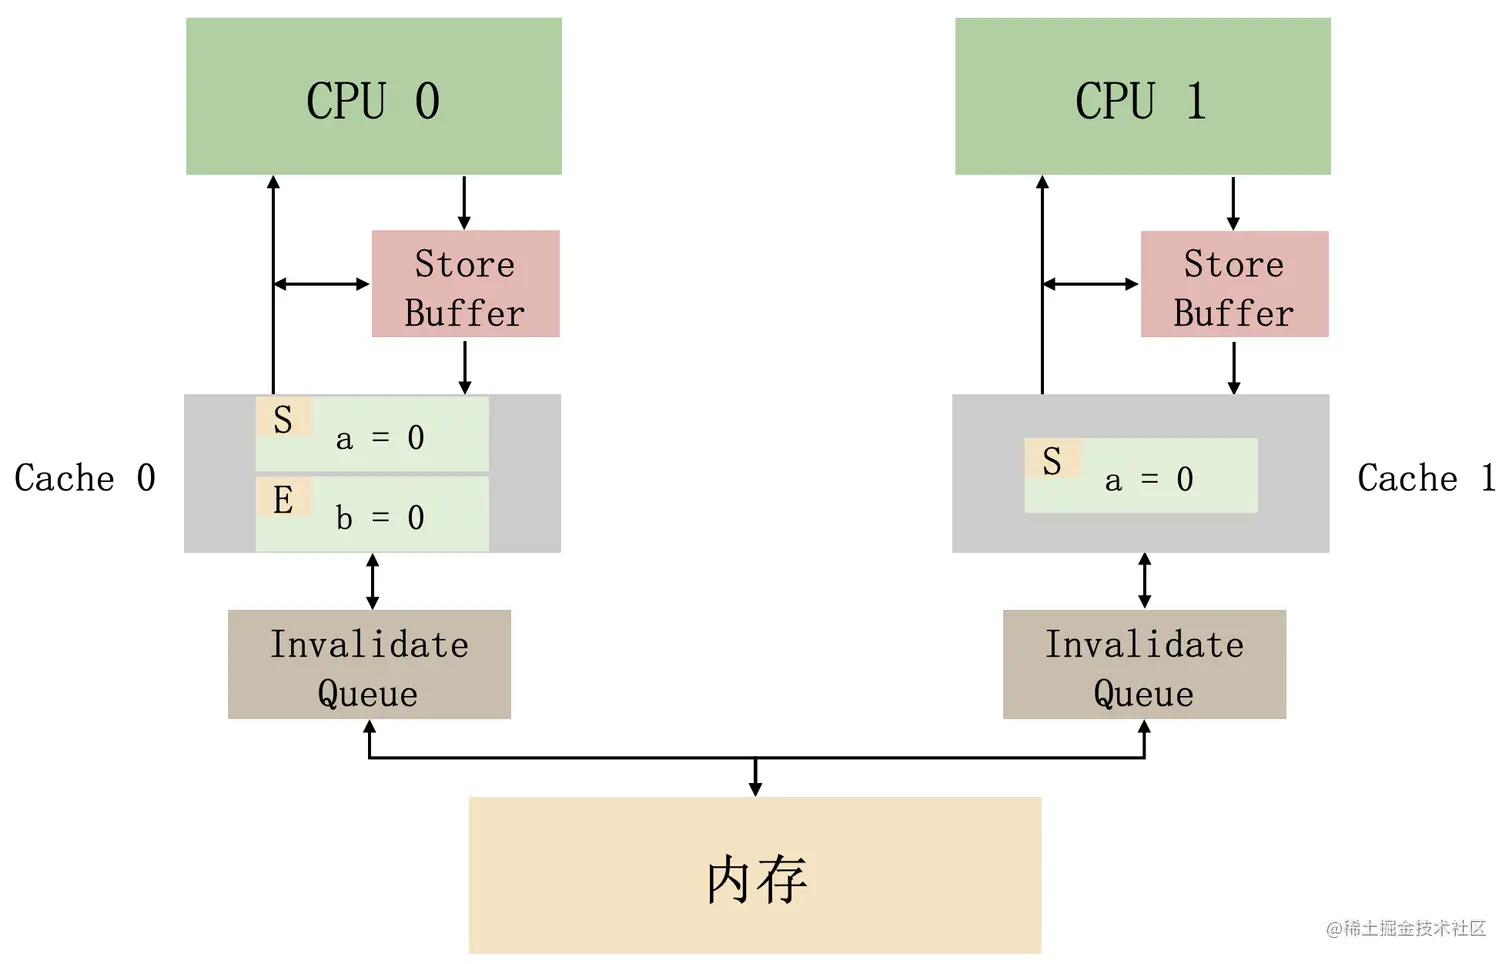 CPU 0
CPU 1
Store
Buffer
Store
Buffer
Cache 0
S
a = 0
E
b = 0
S
a = 0
Cache 1
Invalidate
Queue
Invalidate
Queue
内存
@稀土掘金技术社区